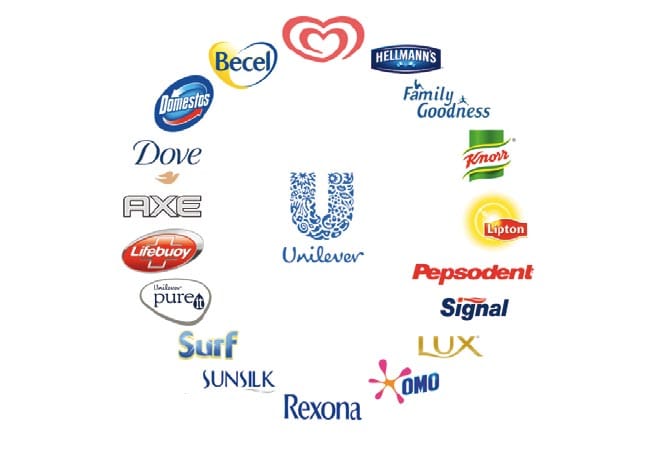 Becel
HELLMANN'S
Domestos
Family
Goodness
Dove
Knorr
®
AXE
Lipton
Lifebuoy
Unilever
Pepsodent
Unilever
pureit
Signal
Surf
LUX
SUNSILK
OMO
Rexona